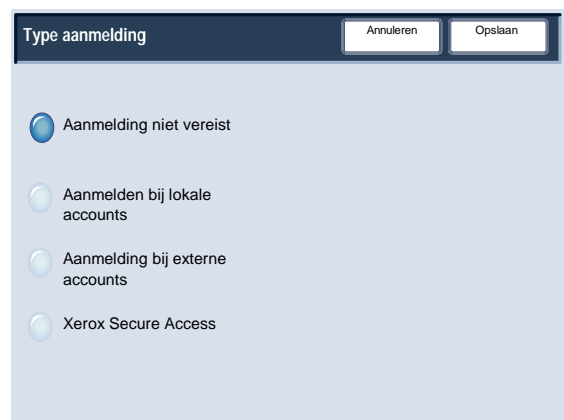 Type aanmelding
Annuleren
Opslaan
Aanmelding niet vereist
Aanmelden bij lokale
accounts
Aanmelding bij externe
accounts
Xerox Secure Access